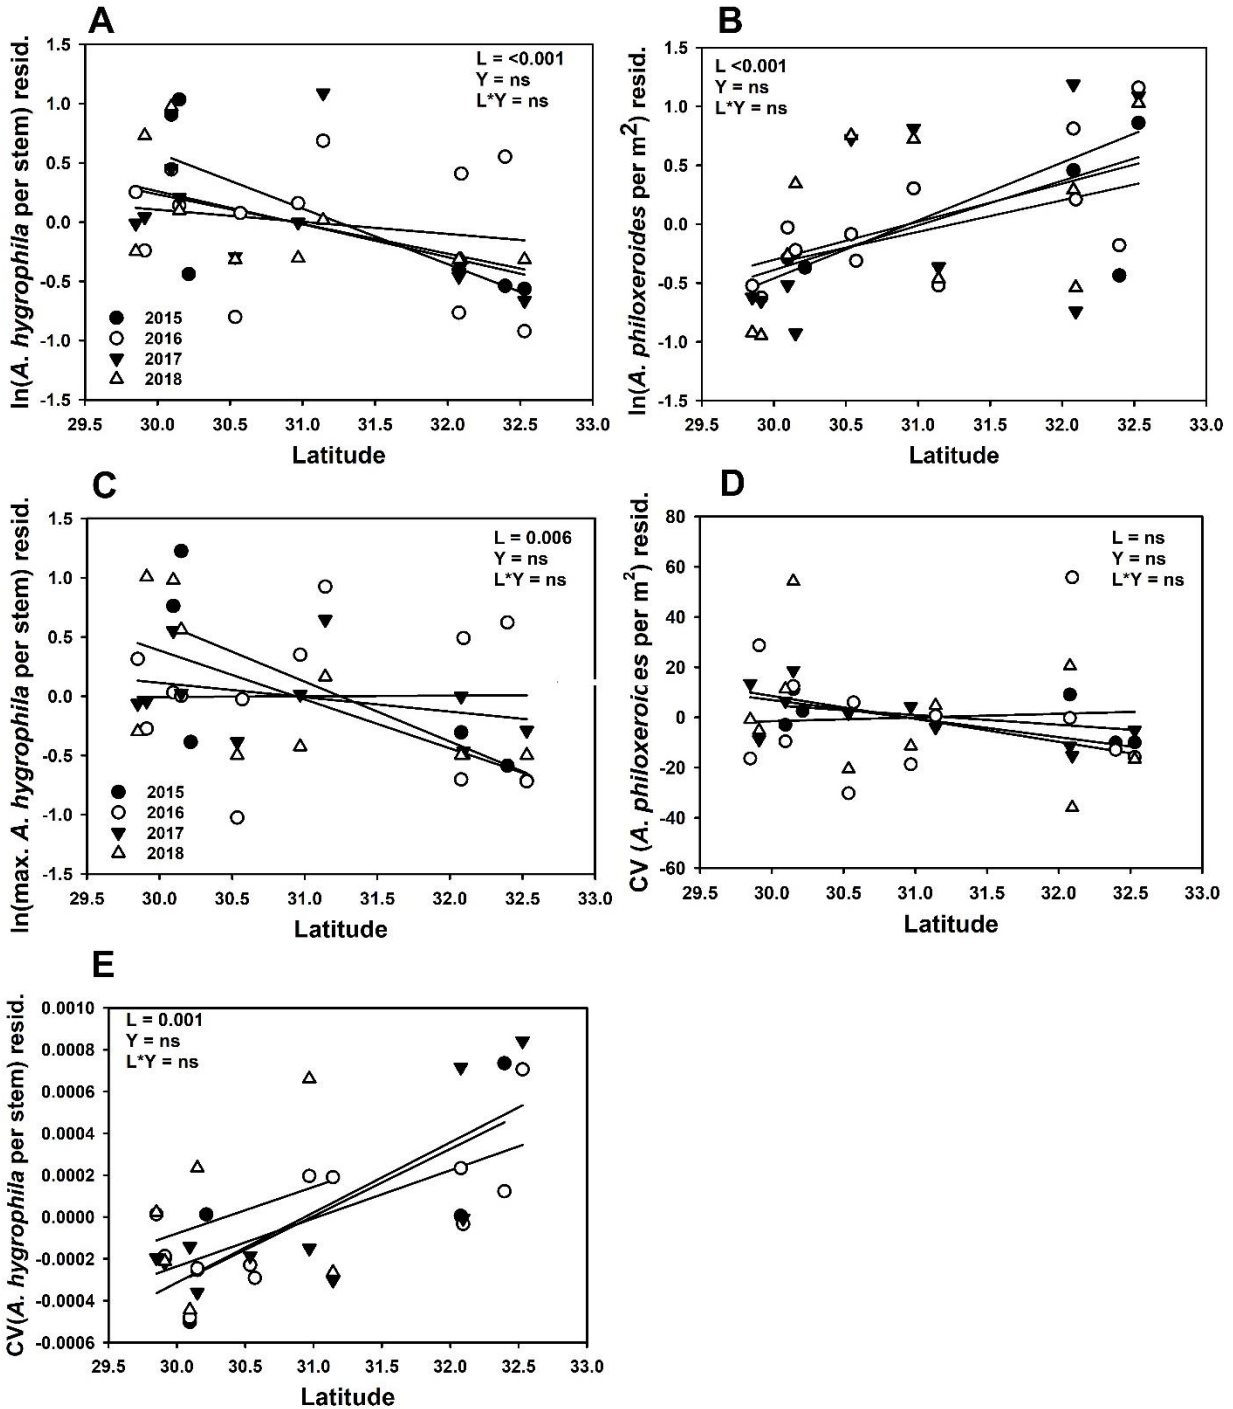 A
ln(A. hygrophila per stem) resid.
1.5
1.0
0.5
0.0
-0.5
-1.0
-1.5
L = <0.001
Y = ns
L*Y = ns
2015
2016
2017
2018
29.5 30.0 30.5 31.0 31.5 32.0 32.5 33.0
Latitude
B
ln(A. philoxeroides per m2) resid.
1.5
1.0
0.5
0.0
-0.5
-1.0
-1.5
L <0.001
Y = ns
L*Y = ns
29.5 30.0 30.5 31.0 31.5 32.0 32.5 33.0
Latitude
C
ln(max. A. hygrophila per stem) resid.
1.5
1.0
0.5
0.0
-0.5
-1.0
-1.5
L = 0.006
Y = ns
L*Y = ns
2015
2016
2017
2018
29.5 30.0 30.5 31.0 31.5 32.0 32.5 33.0
Latitude
D
CV (A. philoxeroices per m2) resid.
80
60
40
20
0
-20
-40
-60
L = ns
Y = ns
L*Y = ns
29.5 30.0 30.5 31.0 31.5 32.0 32.5 33.0
Latitude
E
CV(A. hygrophila per stem) resid.
0.0010
0.0008
0.0006
0.0004
0.0002
0.0000
-0.0002
-0.0004
-0.0006
L = 0.001
Y = ns
L*Y = ns
29.5 30.0 30.5 31.0 31.5 32.0 32.5 33.0
Latitude